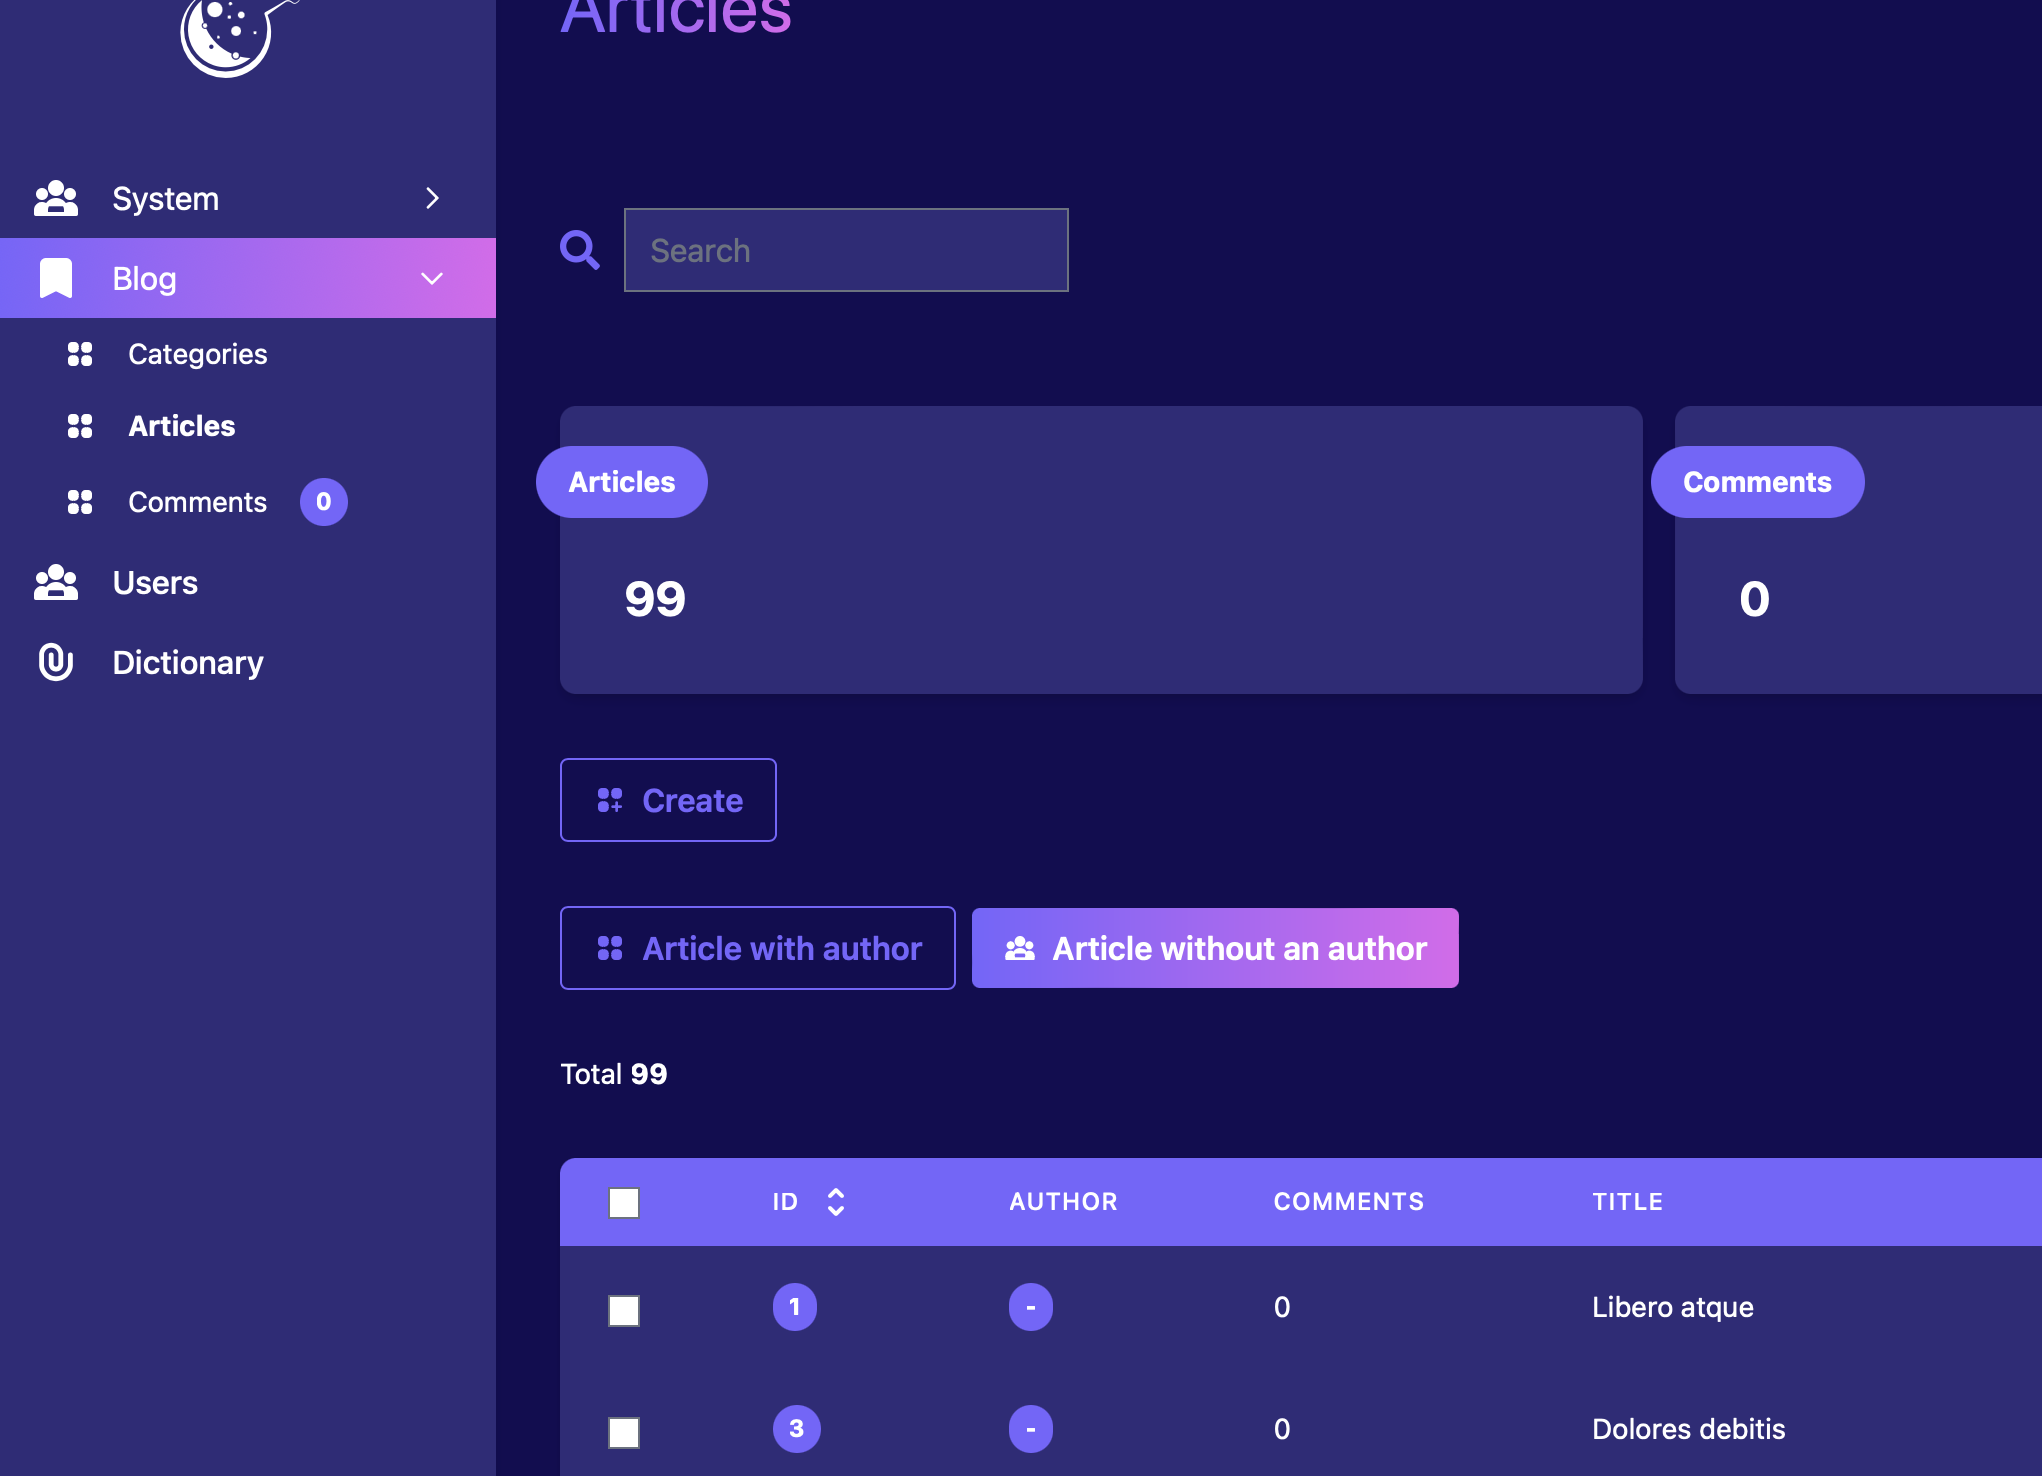 Articles
System
Blog
Categories
Articles
Comments 0
Users
Dictionary
Search
Articles
99
Comments
0
Create
Article with author
Article without an author
Total 99
ID AUTHOR COMMENTS TITLE
1 - 0 Libero atque
3 - 0 Dolores debitis